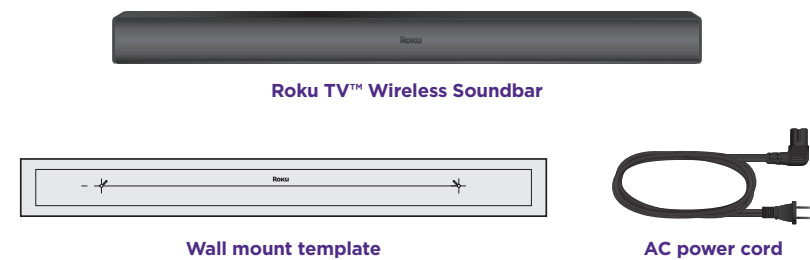 Roku
Roku TV™ Wireless Soundbar
Roku
Wall mount template
AC power cord